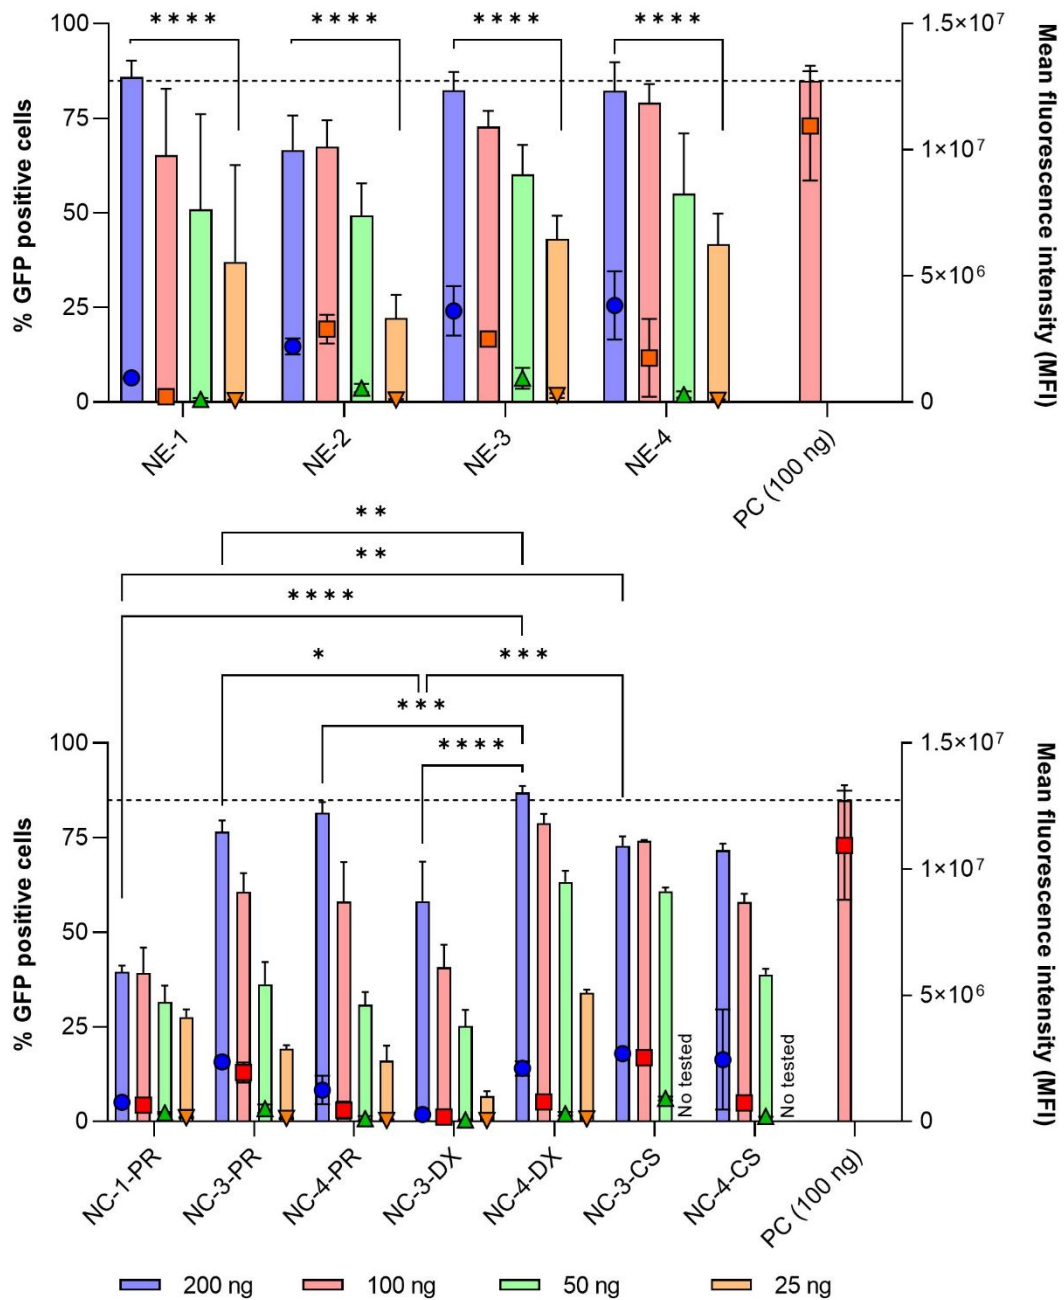 * * * *
* * * *
* * * *
* * * *
100
75
50
25
0
% GFP positive cells
1.5×10⁷
1×10⁷
5×10⁶
0
Mean fluorescence intensity (MFI)
NE-1
NE-2
NE-3
NE-4
PC (100 ng)
* *
* *
* * * *
*
* * *
* * *
* * * *
100
75
50
25
0
% GFP positive cells
1.5×10⁷
1×10⁷
5×10⁶
0
Mean fluorescence intensity (MFI)
No tested
No tested
NC-1-PR
NC-3-PR
NC-4-PR
NC-3-DX
NC-4-DX
NC-3-CS
NC-4-CS
PC (100 ng)
200 ng
100 ng
50 ng
25 ng